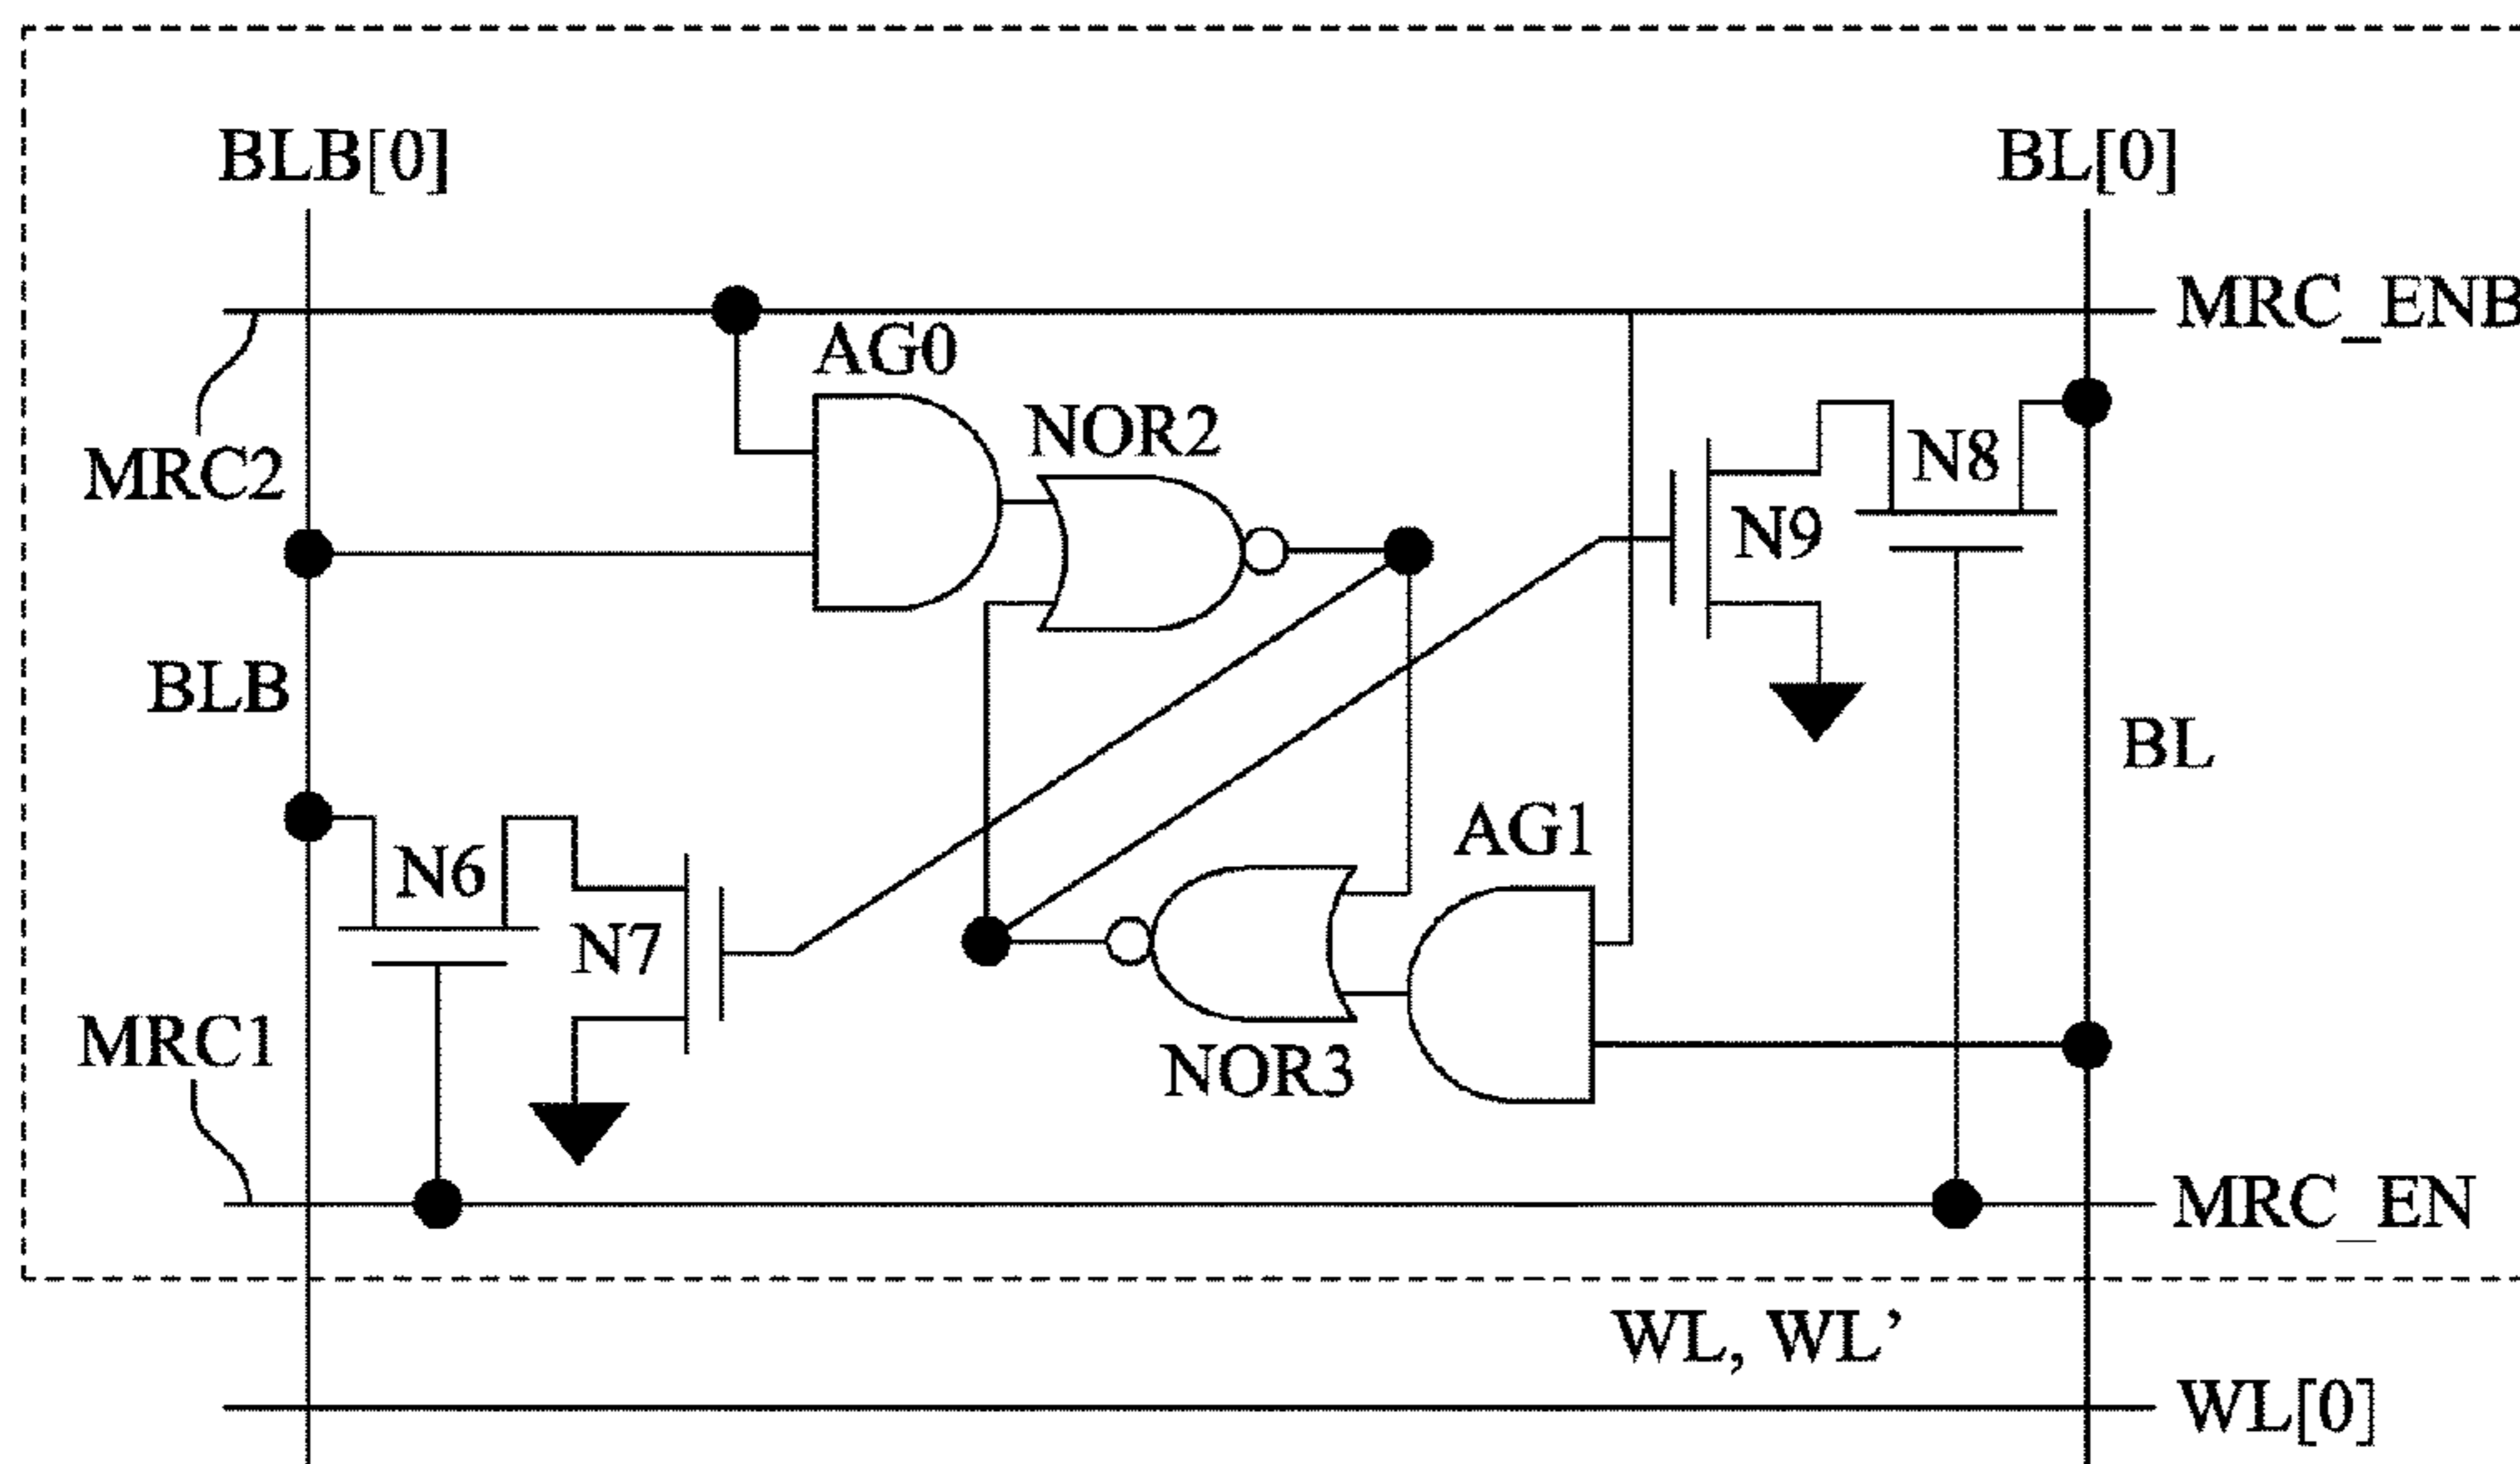 BLB[0]
BL[0]
MRC_ENB
AG0
NOR2
N8
MRC2
N9
BLB
BL
AG1
N6
N7
MRC1
NOR3
MRC_EN
WL, WL’
WL[0]